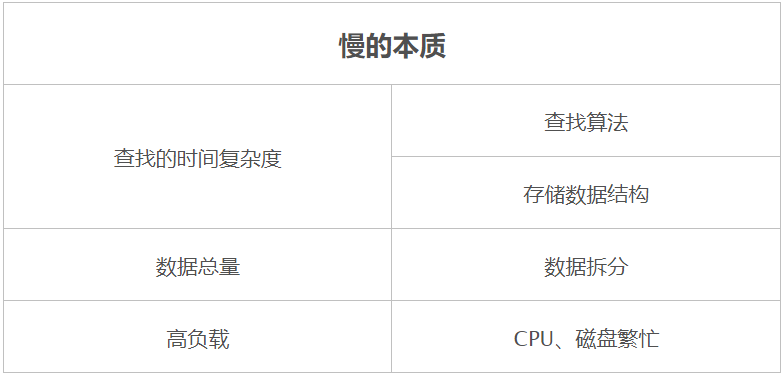 慢的本质
查找的时间复杂度
查找算法
存储数据结构
数据总量
数据拆分
高负载
CPU、磁盘繁忙